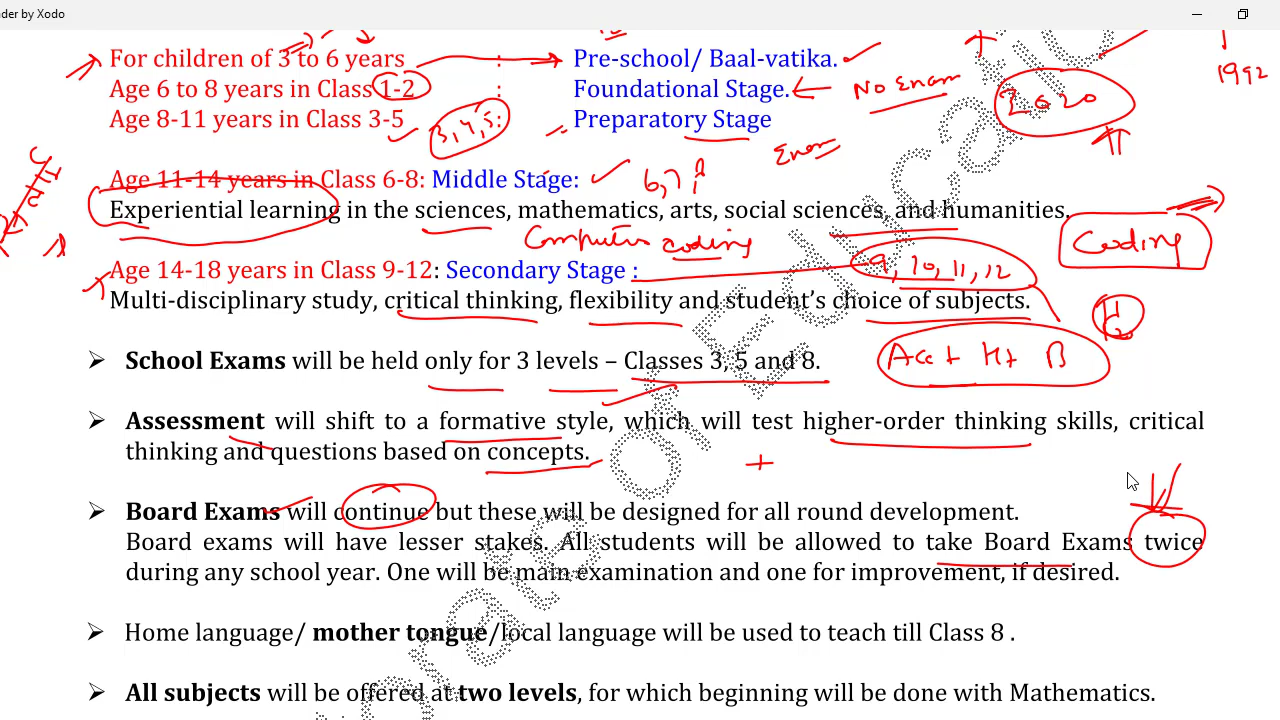 der by Xodo
For children of 3 to 6 years : Pre-school/ Baal-vatika.
1992
Age 6 to 8 years in Class 1-2 : Foundational Stage. No Exam
2020
Age 8-11 years in Class 3-5 3, 4, 5 : Preparatory Stage
Exam
Age 11-14 years in Class 6-8: Middle Stage: 6, 7,
Experiential learning in the sciences, mathematics, arts, social sciences, and humanities.
Computer coding
Coding
Age 14-18 years in Class 9-12: Secondary Stage : 9, 10, 11, 12
Multi-disciplinary study, critical thinking, flexibility and student's choice of subjects.
➢ School Exams will be held only for 3 levels – Classes 3, 5 and 8.
Acc + H + B
➢ Assessment will shift to a formative style, which will test higher-order thinking skills, critical
thinking and questions based on concepts.
+
➢ Board Exams will continue but these will be designed for all round development.
Board exams will have lesser stakes. All students will be allowed to take Board Exams twice
during any school year. One will be main examination and one for improvement, if desired.
➢ Home language/ mother tongue/local language will be used to teach till Class 8 .
➢ All subjects will be offered at two levels, for which beginning will be done with Mathematics.